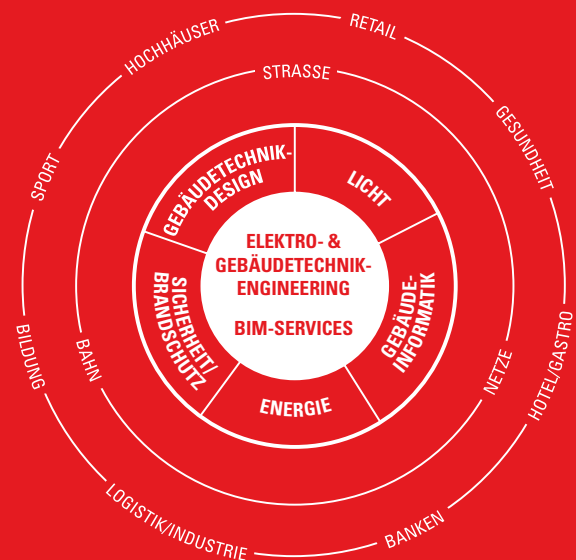 HOCHHÄUSER
RETAIL
GESUNDHEIT
HOTEL/GASTRO
BANKEN
LOGISTIK/INDUSTRIE
BILDUNG
SPORT
STRASSE
NETZE
BAHN
GEBÄUDETECHNIK-
DESIGN
LICHT
GEBÄUDE-
INFORMATIK
ENERGIE
SICHERHEIT/
BRANDSCHUTZ
ELEKTRO- &
GEBÄUDETECHNIK-
ENGINEERING
BIM-SERVICES